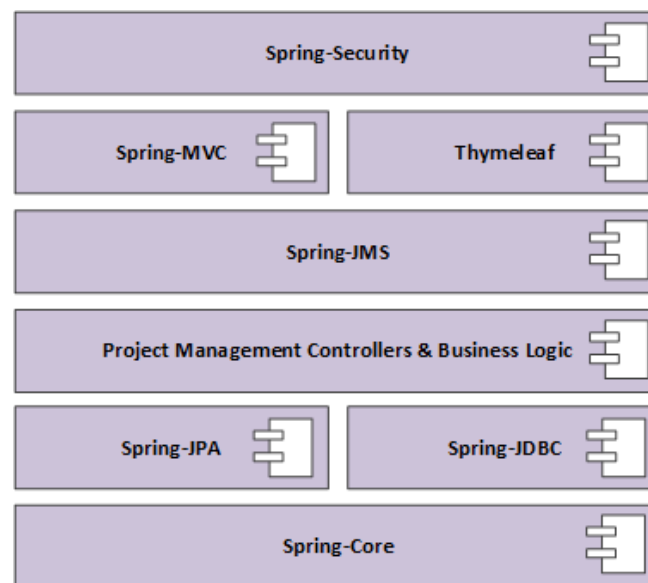 Spring-Security
Spring-MVC
Thymeleaf
Spring-JMS
Project Management Controllers & Business Logic
Spring-JPA
Spring-JDBC
Spring-Core